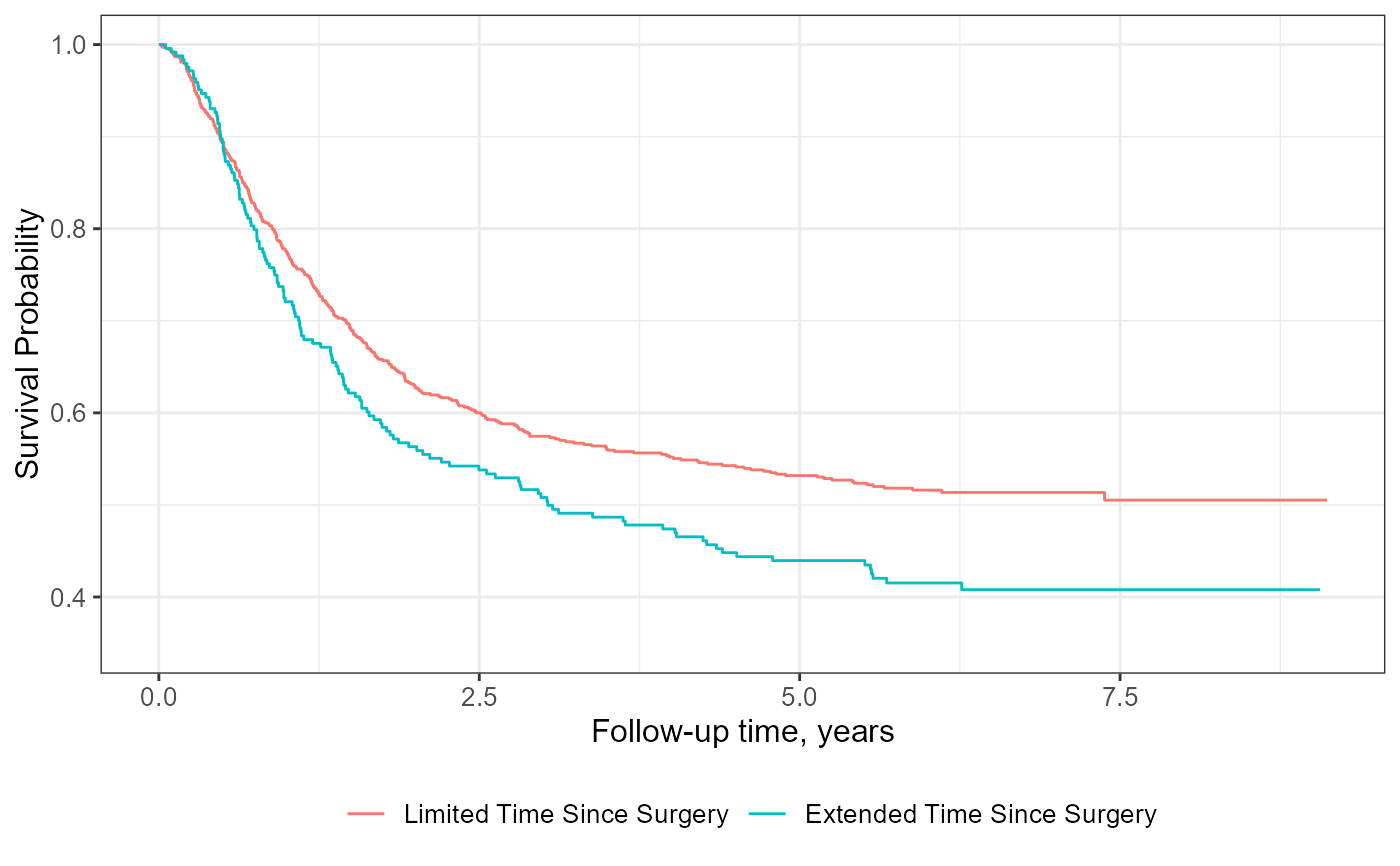 Survival Probability
1.0
0.8
0.6
0.4
0.0 2.5 5.0 7.5
Follow-up time, years
Limited Time Since Surgery Extended Time Since Surgery